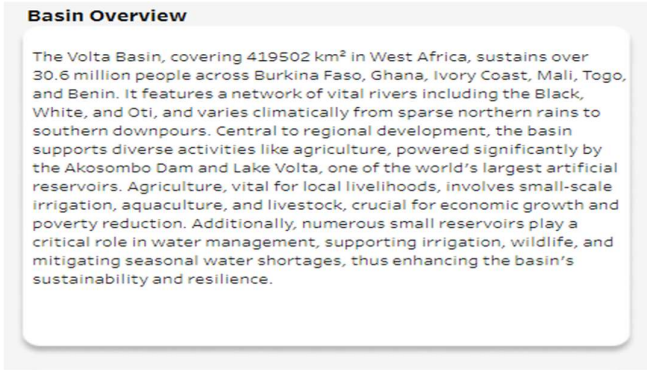 Basin Overview
The Volta Basin, covering 419502 km² in West Africa, sustains over
30.6 million people across Burkina Faso, Ghana, Ivory Coast, Mali, Togo,
and Benin. It features a network of vital rivers including the Black,
White, and Oti, and varies climatically from sparse northern rains to
southern downpours. Central to regional development, the basin
supports diverse activities like agriculture, powered significantly by
the Akosombo Dam and Lake Volta, one of the world's largest artificial
reservoirs. Agriculture, vital for local livelihoods, involves small-scale
irrigation, aquaculture, and livestock, crucial for economic growth and
poverty reduction. Additionally, numerous small reservoirs play a
critical role in water management, supporting irrigation, wildlife, and
mitigating seasonal water shortages, thus enhancing the basin's
sustainability and resilience.